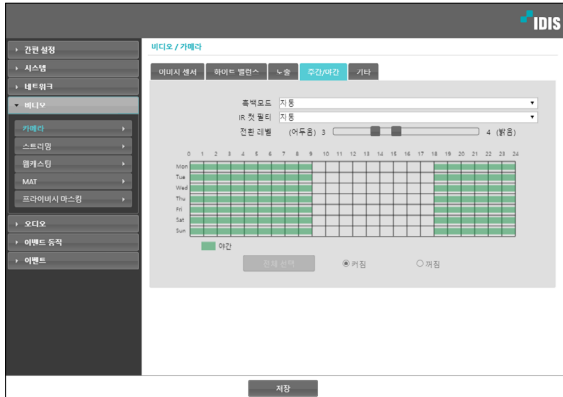 IDIS
간편 설정
시스템
네트워크
비디오
카메라
스트리밍
웹캐스팅
MAT
프라이버시 마스킹
오디오
이벤트 동작
이벤트
비디오 / 카메라
이미지 센서 화이트 밸런스 노출 주간/야간 기타
흑백모드 자동
IR 컷 필터 자동
전환 레벨 (어두움) 3 4 (밝음)
0 1 2 3 4 5 6 7 8 9 10 11 12 13 14 15 16 17 18 19 20 21 22 23 24
Mon
Tue
Wed
Thu
Fri
Sat
Sun
야간
전체 선택 켜짐 꺼짐
저장